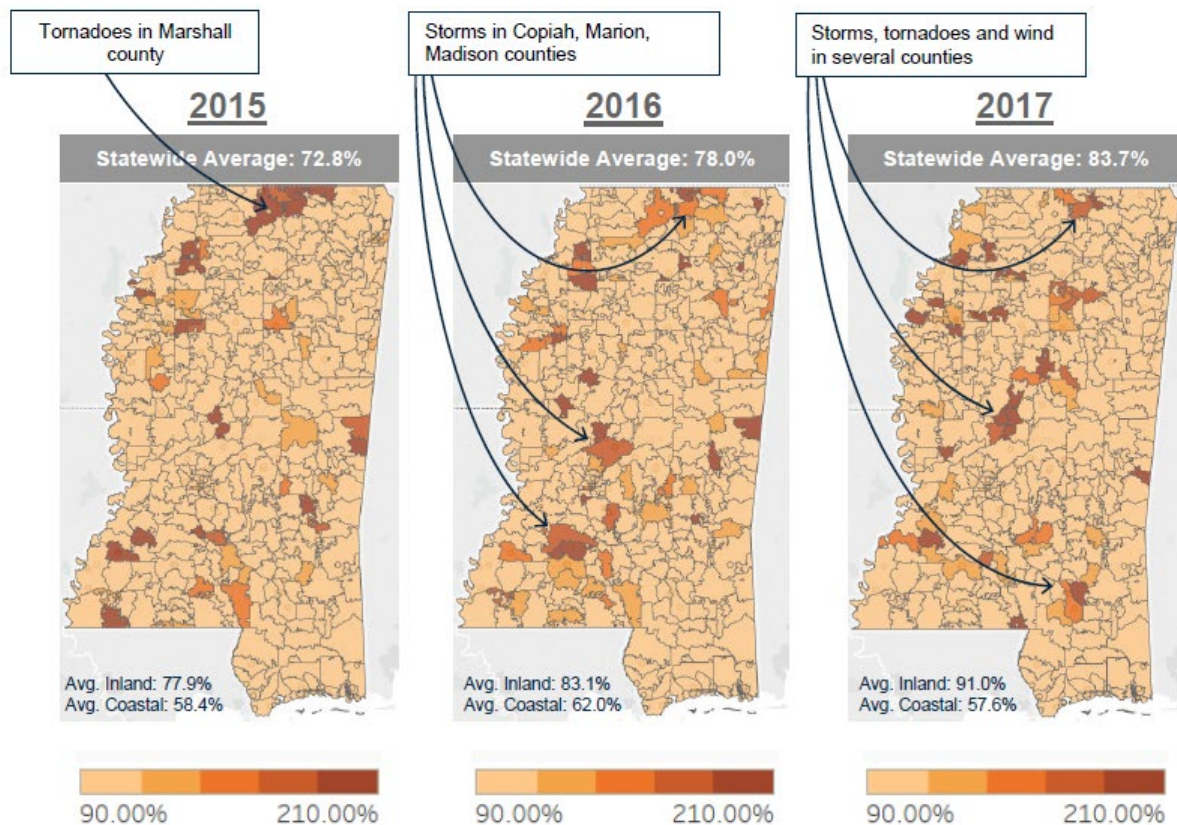 Tornadoes in Marshall
county
Storms in Copiah, Marion,
Madison counties
Storms, tornadoes and wind
in several counties
2015
2016
2017
Statewide Average: 72.8%
Statewide Average: 78.0%
Statewide Average: 83.7%
Avg. Inland: 77.9%
Avg. Coastal: 58.4%
Avg. Inland: 83.1%
Avg. Coastal: 62.0%
Avg. Inland: 91.0%
Avg. Coastal: 57.6%
90.00% 210.00%
90.00% 210.00%
90.00% 210.00%